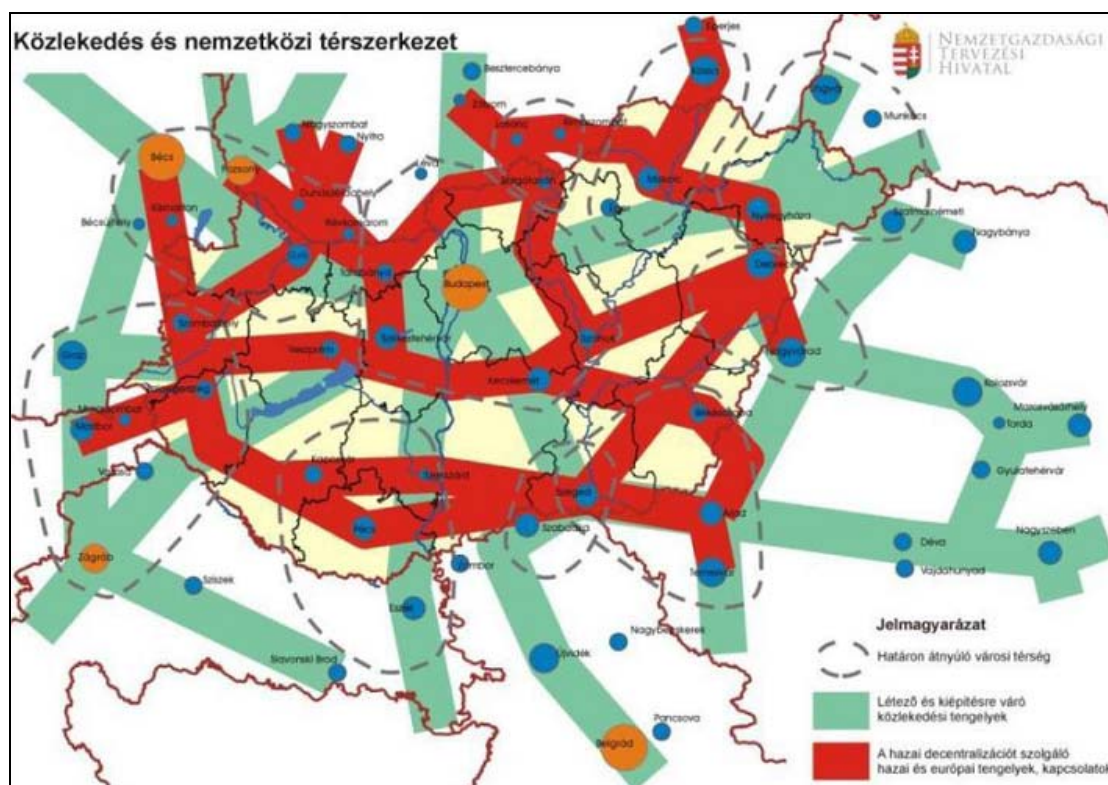 Közlekedés és nemzetközi térszerkezet
NEMZETGAZDASÁGI
TERVEZÉSI
HIVATAL
Eperjes
Kassa
Besztercebánya
Zólyom
Losonc
Rimaszombat
Ungvár
Munkács
Nagyszombat
Nyitra
Léva
Bécs
Pozsony
Dunaszerdahely
Salgótarján
Miskolc
Eger
Nyíregyháza
Szatmárnémeti
Nagybánya
Bécsújhely
Kismarton
Révkomárom
Győr
Tatabánya
Budapest
Debrecen
Szombathely
Graz
Veszprém
Székesfehérvár
Szolnok
Nagyvárad
Kecskemét
Kolozsvár
Marosvásárhely
Torda
Zalaegerszeg
Muraszombat
Maribor
Békéscsaba
Varasd
Kaposvár
Szekszárd
Szeged
Gyulafehérvár
Pécs
Szabadka
Arad
Nagyszeben
Déva
Vajdahunyad
Zágráb
Sziszek
Zombor
Temesvár
Eszék
Nagybecskerek
Újvidék
Slavonski Brod
Pancsova
Belgrád
Jelmagyarázat
Határon átnyúló városi térség
Létező és kiépítésre váró
közlekedési tengelyek
A hazai decentralizációt szolgáló
hazai és európai tengelyek, kapcsolatok